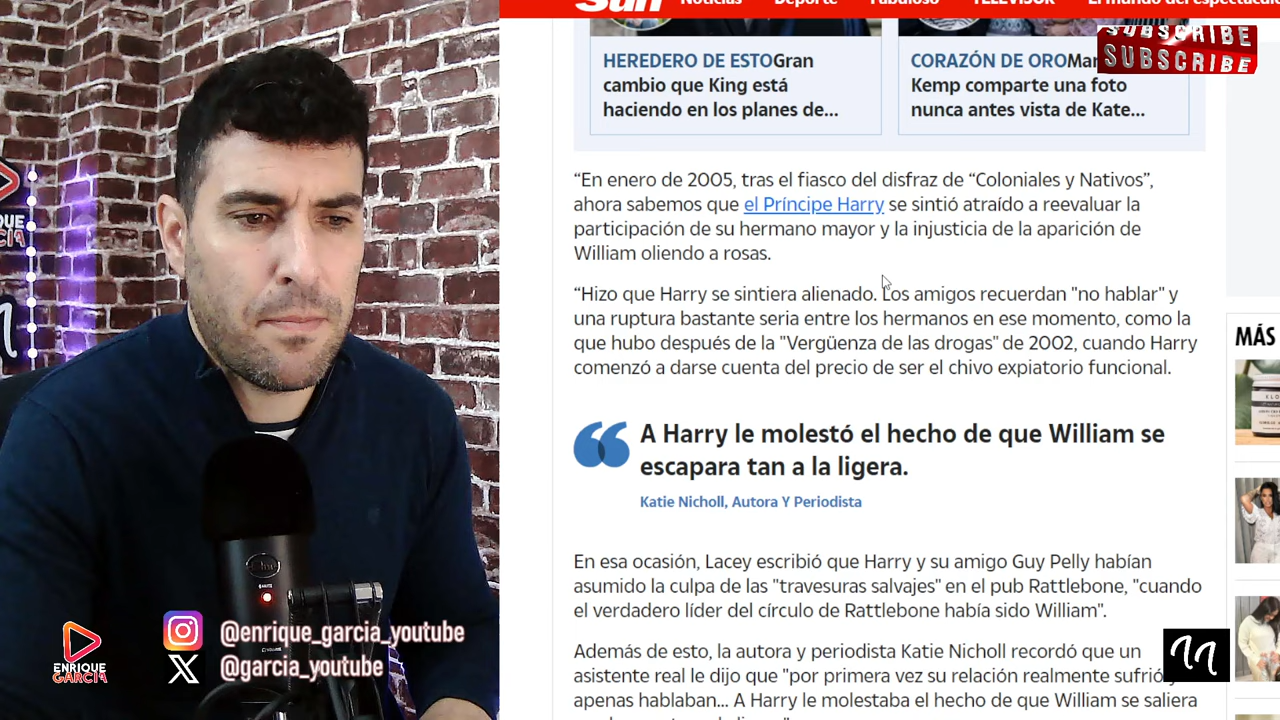 Sun Noticias Deporte Fabuloso TELEVISOR El mundo del espectáculo
SUBSCRIBE
SUBSCRIBE
HEREDERO DE ESTOGran
cambio que King está
haciendo en los planes de...
CORAZÓN DE OROMar
Kemp comparte una foto
nunca antes vista de Kate...
“En enero de 2005, tras el fiasco del disfraz de “Coloniales y Nativos”,
ahora sabemos que el Príncipe Harry se sintió atraído a reevaluar la
participación de su hermano mayor y la injusticia de la aparición de
William oliendo a rosas.
“Hizo que Harry se sintiera alienado. Los amigos recuerdan "no hablar" y
una ruptura bastante seria entre los hermanos en ese momento, como la
que hubo después de la "Vergüenza de las drogas" de 2002, cuando Harry
comenzó a darse cuenta del precio de ser el chivo expiatorio funcional.
MÁS
A Harry le molestó el hecho de que William se
escapara tan a la ligera.
Katie Nicholl, Autora Y Periodista
En esa ocasión, Lacey escribió que Harry y su amigo Guy Pelly habían
asumido la culpa de las "travesuras salvajes" en el pub Rattlebone, "cuando
el verdadero líder del círculo de Rattlebone había sido William".
Además de esto, la autora y periodista Katie Nicholl recordó que un
asistente real le dijo que "por primera vez su relación realmente sufrió y
apenas hablaban... A Harry le molestaba el hecho de que William se saliera
Blue
@enrique_garcia_youtube
@garcia_youtube
ENRIQUE
GARCIA